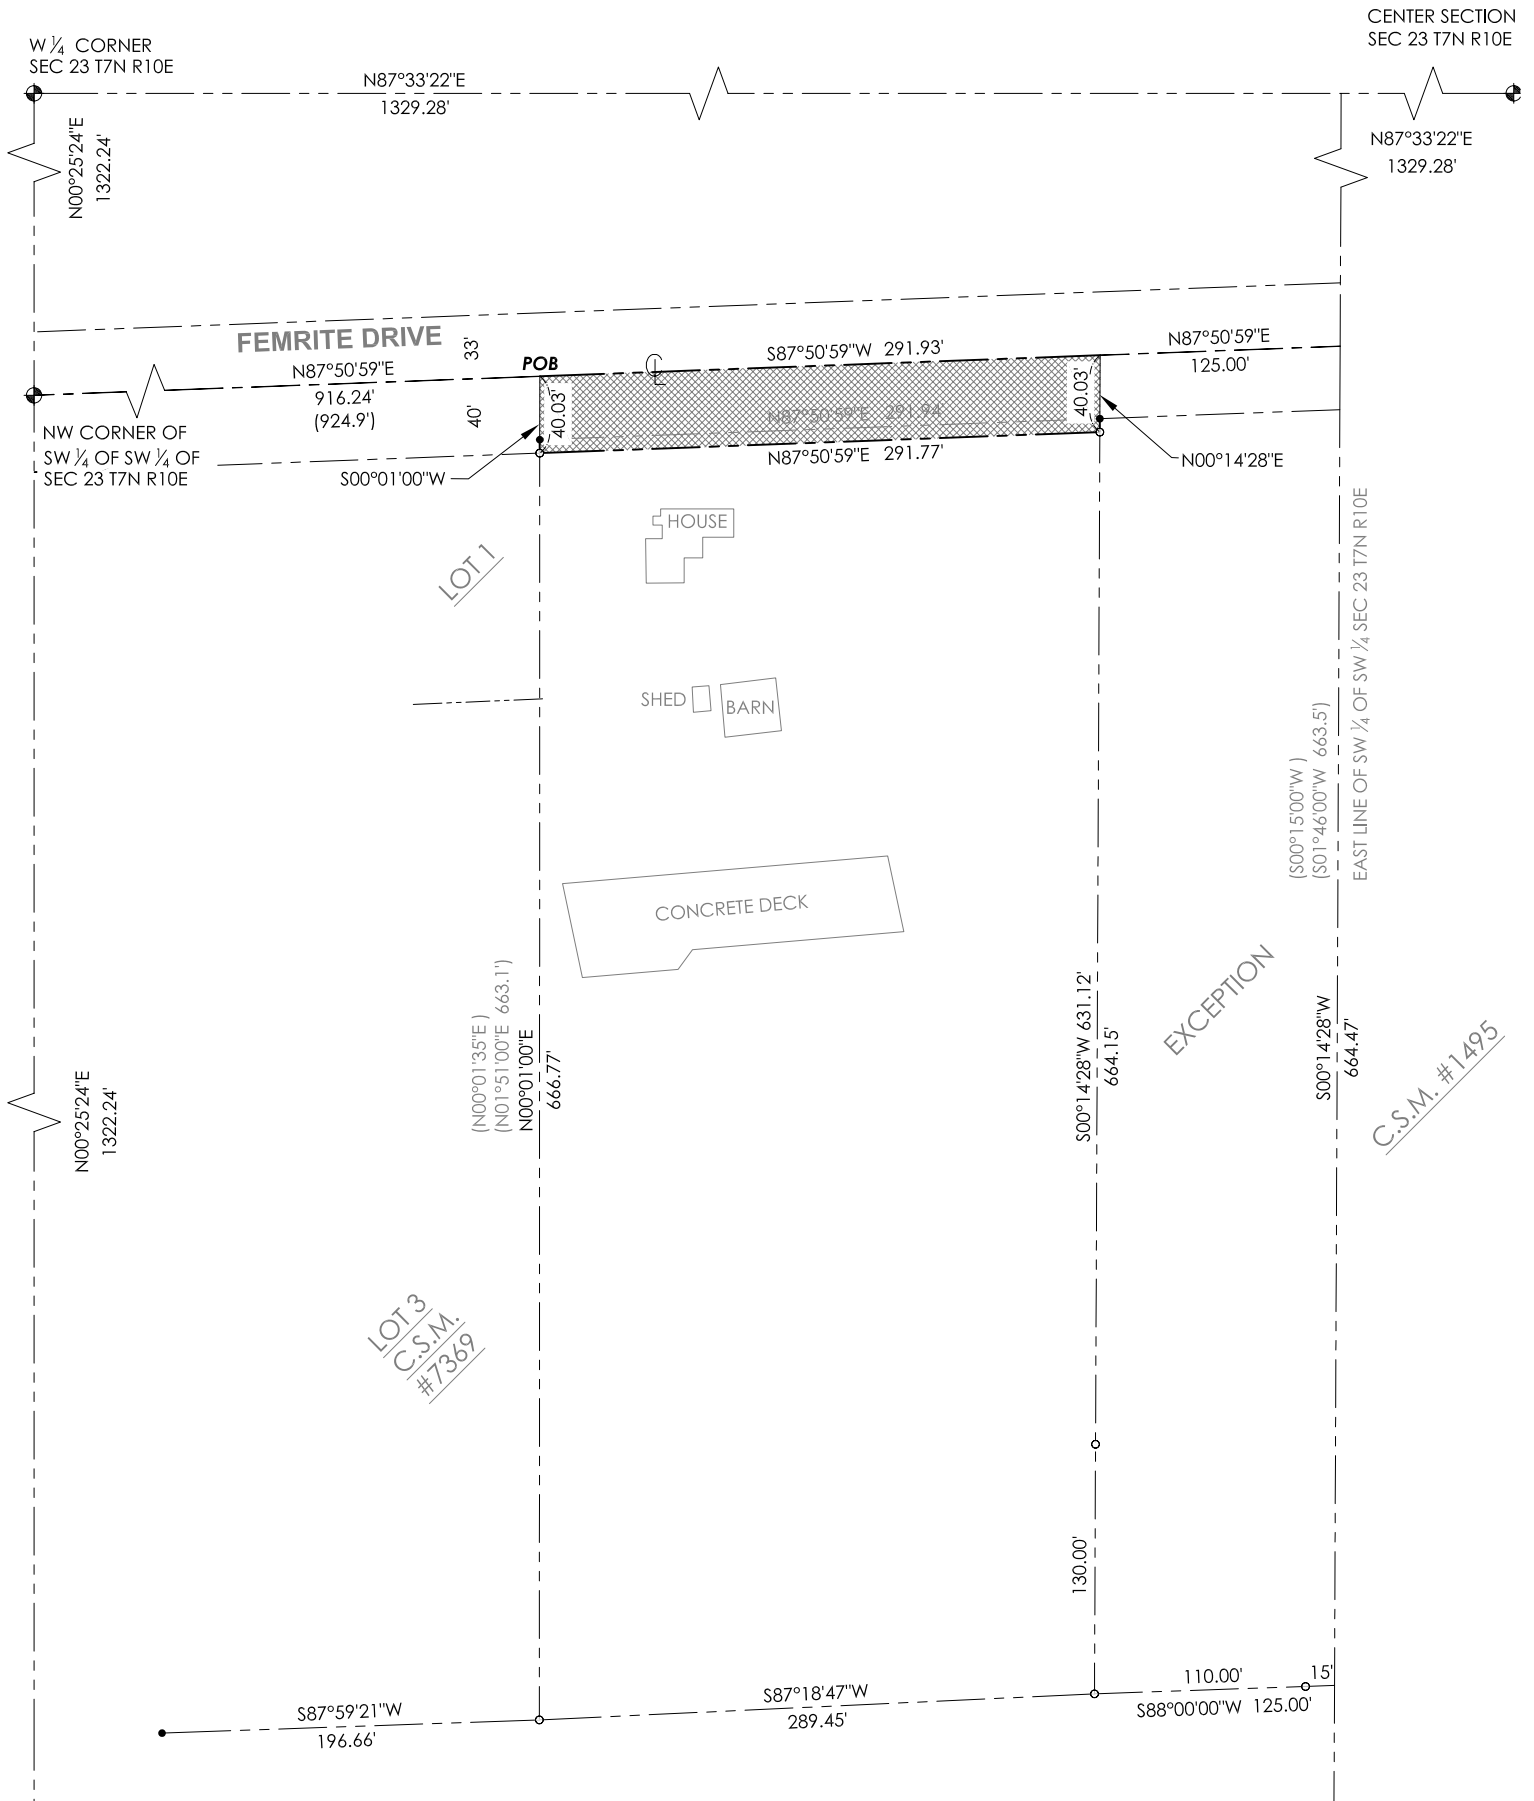 CENTER SECTION
SEC 23 T7N R10E
W 1/4 CORNER
SEC 23 T7N R10E
N87°33'22"E
1329.28'
N00°25'24"E
1322.24'
N87°33'22"E
1329.28'
FEMRITE DRIVE
33'
N87°50'59"E
916.24'
(924.9')
40'
POB
CL
S87°50'59"W 291.93'
N87°50'59"E
125.00'
40.03'
40.03'
N87°50'59"E 291.94'
N87°50'59"E 291.77'
NW CORNER OF
SW 1/4 OF SW 1/4 OF
SEC 23 T7N R10E
S00°01'00"W
N00°14'28"E
HOUSE
LOT 1
SHED
BARN
CONCRETE DECK
(S00°15'00"W )
(S01°46'00"W 663.5')
EAST LINE OF SW 1/4 OF SW 1/4 SEC 23 T7N R10E
(N00°01'35"E )
(N01°51'00"E 663.1')
N00°01'00"E
666.77'
S00°14'28"W 631.12'
664.15'
EXCEPTION
S00°14'28"W
664.47'
C.S.M. #1495
N00°25'24"E
1322.24'
LOT 3
C.S.M.
#7369
130.00'
S87°59'21"W
196.66'
S87°18'47"W
289.45'
110.00'
15'
S88°00'00"W 125.00'